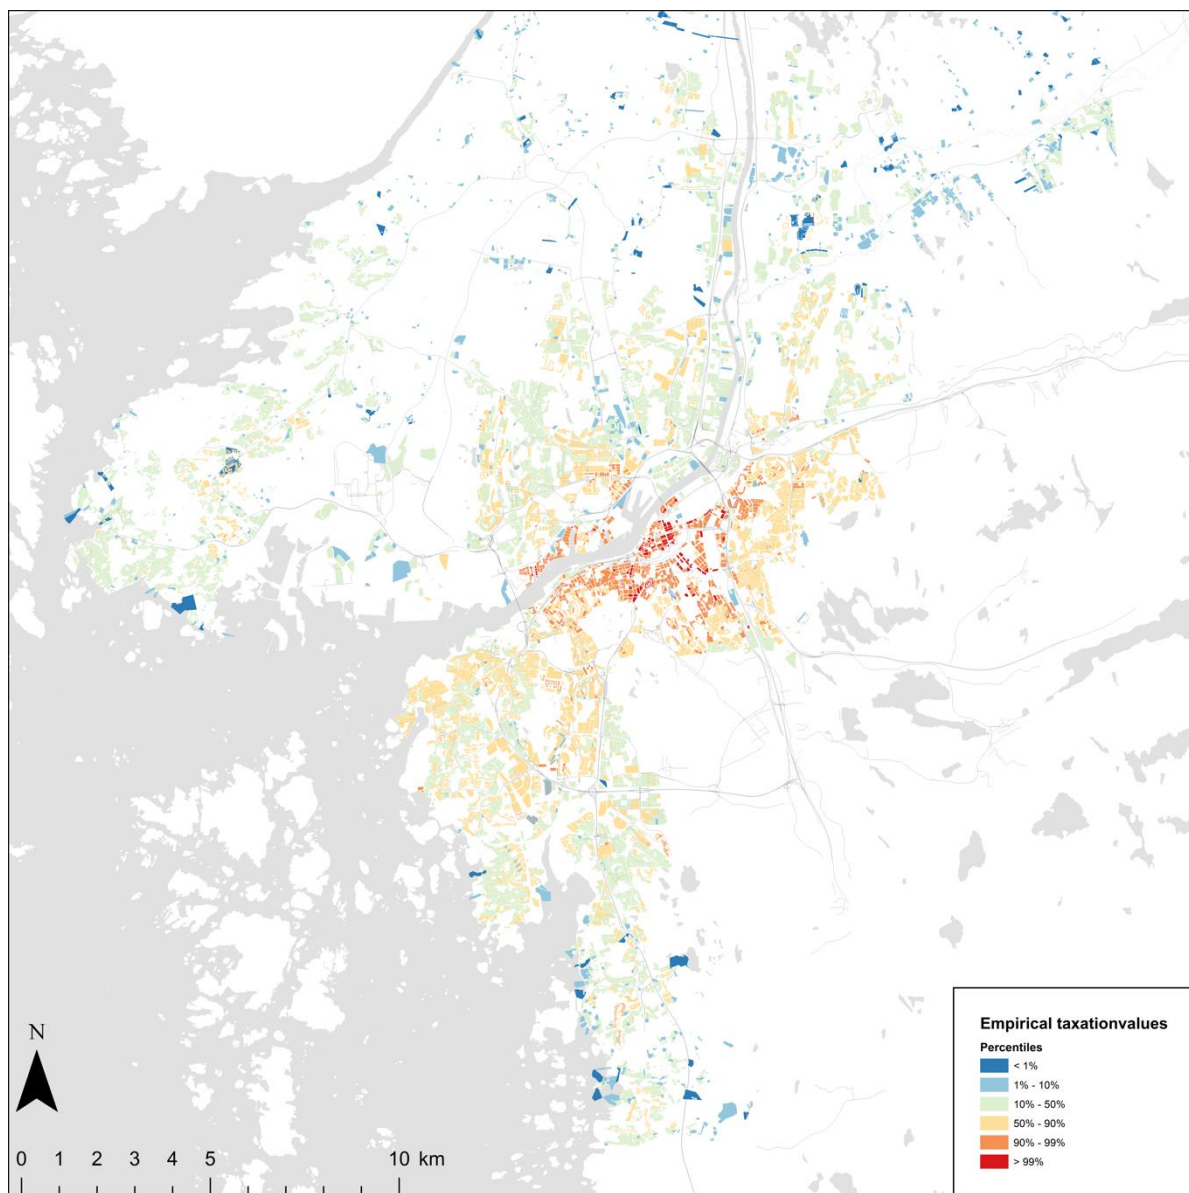 N
0 1 2 3 4 5 10 km
Empirical taxationvalues
Percentiles
< 1%
1% - 10%
10% - 50%
50% - 90%
90% - 99%
> 99%